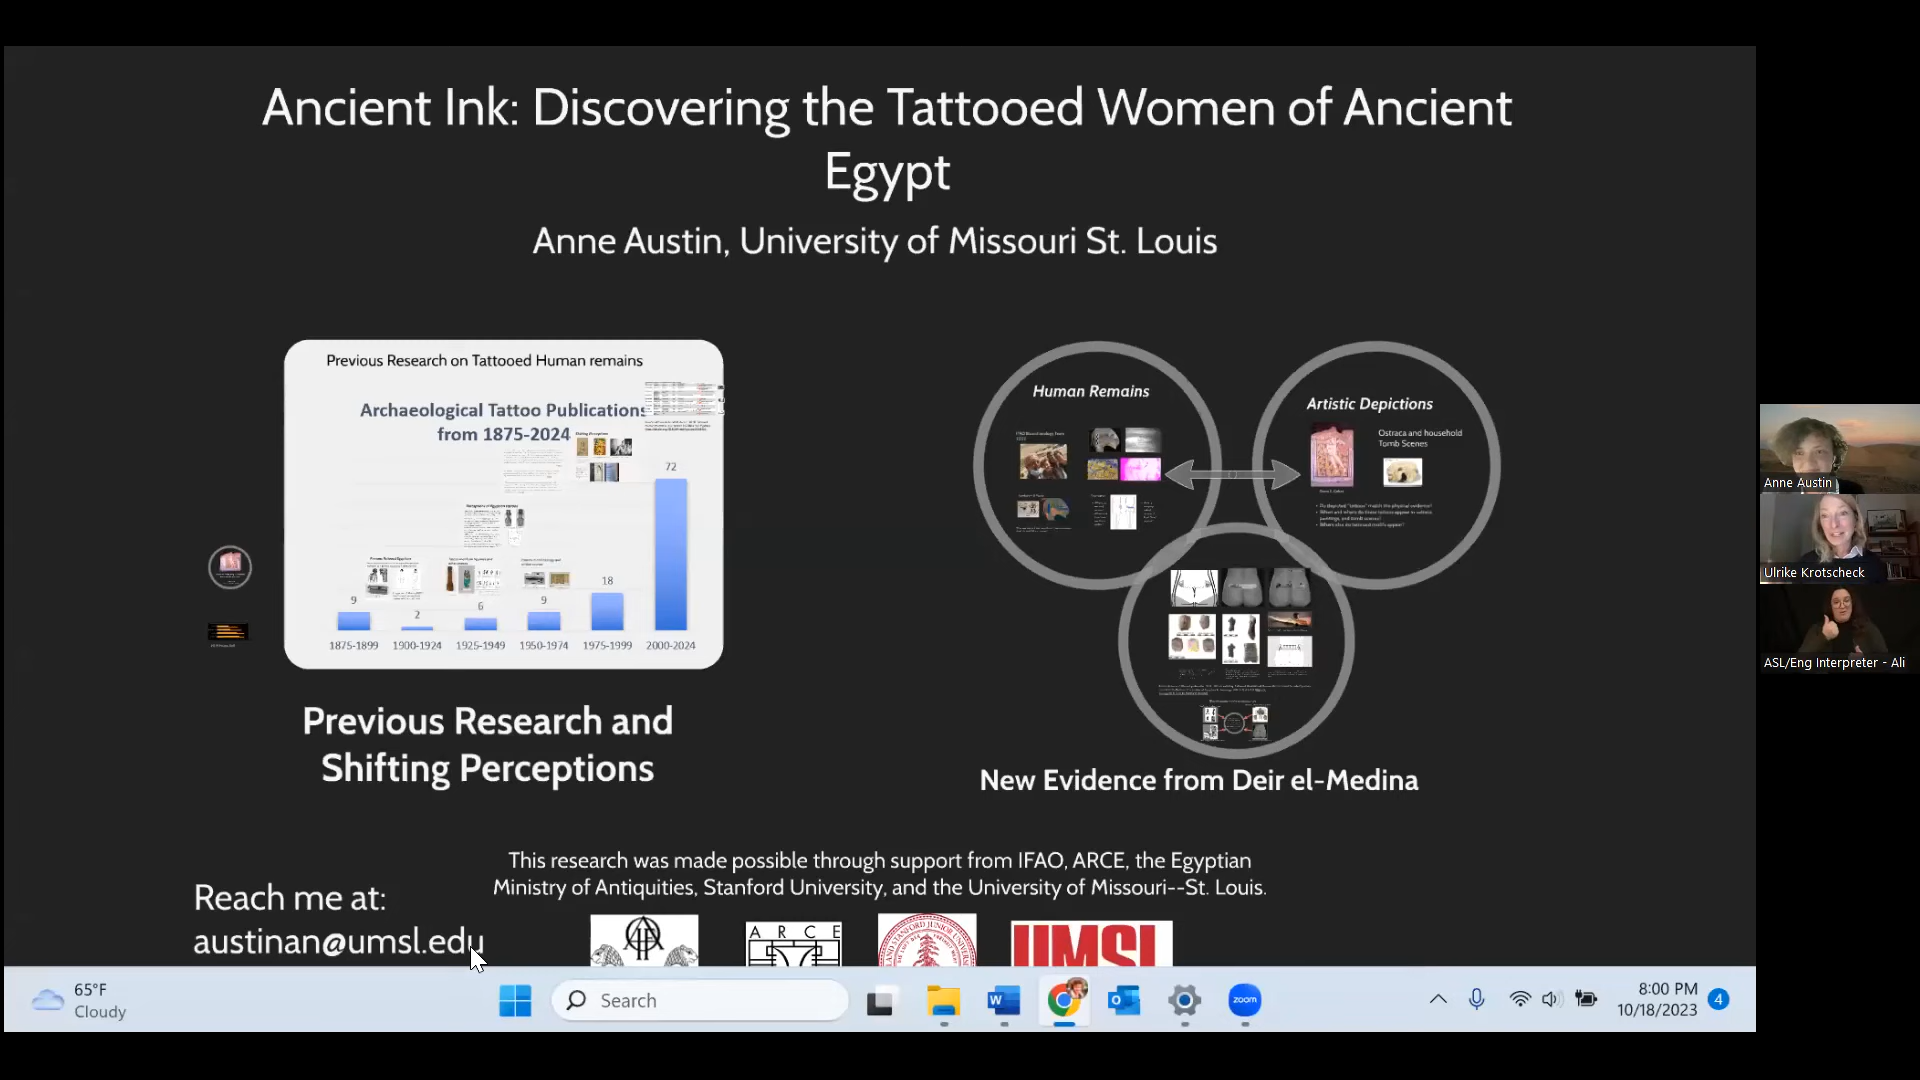 Ancient Ink: Discovering the Tattooed Women of Ancient
Egypt
Anne Austin, University of Missouri St. Louis
Previous Research on Tattooed Human remains
Archaeological Tattoo Publications
from 1875-2024
72
18
9
2
6
9
1875-1899 1900-1924 1925-1949 1950-1974 1975-1999 2000-2024
Previous Research and
Shifting Perceptions
Human Remains
Artistic Depictions
Ostraca and household
Tomb Scenes
New Evidence from Deir el-Medina
This research was made possible through support from IFAO, ARCE, the Egyptian
Ministry of Antiquities, Stanford University, and the University of Missouri--St. Louis.
Reach me at:
austinan@umsl.edu
ARCE
UMSL
Anne Austin
Ulrike Krotscheck
ASL/Eng Interpreter - Ali
65°F
Cloudy
Search
zoom
8:00 PM
10/18/2023
4